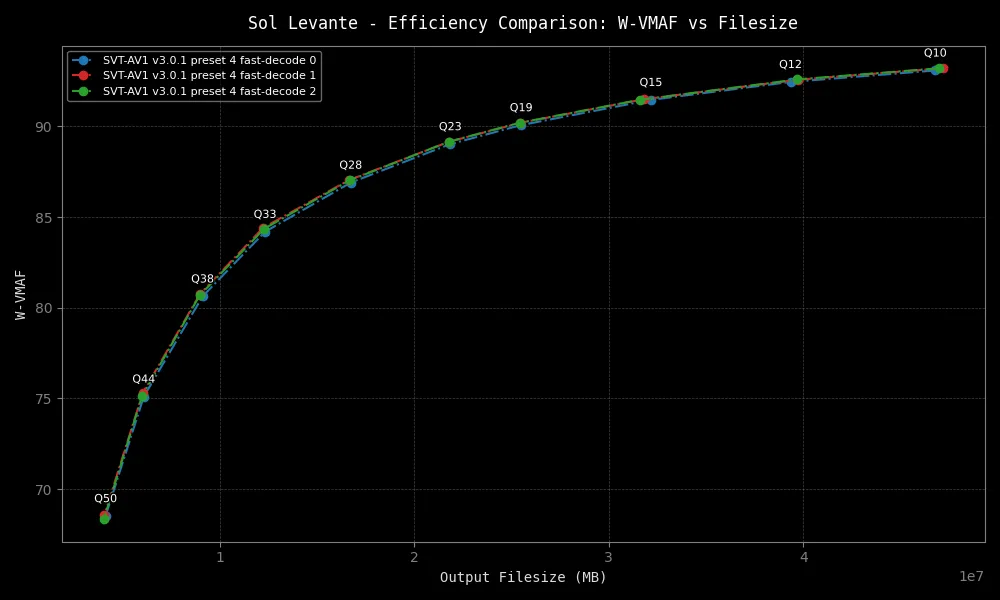 Sol Levante - Efficiency Comparison: W-VMAF vs Filesize
SVT-AV1 v3.0.1 preset 4 fast-decode 0
SVT-AV1 v3.0.1 preset 4 fast-decode 1
SVT-AV1 v3.0.1 preset 4 fast-decode 2
Q10
Q12
Q15
Q19
Q23
Q28
Q33
Q38
Q44
Q50
90
85
80
75
70
W-VMAF
1 2 3 4
1e7
Output Filesize (MB)